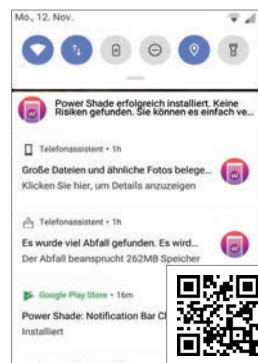 Mo., 12. Nov.
Power Shade erfolgreich installiert. Keine
Risiken gefunden. Sie können es einfach ve...
Telefonassistent • 1h
Große Dateien und ähnliche Fotos belege...
Klicken Sie hier, um Details anzuzeigen
Telefonassistent • 1h
Es wurde viel Abfall gefunden. Es wird...
Der Abfall beansprucht 262MB Speicher
Google Play Store • 16m
Power Shade: Notification Bar Ch
Installiert